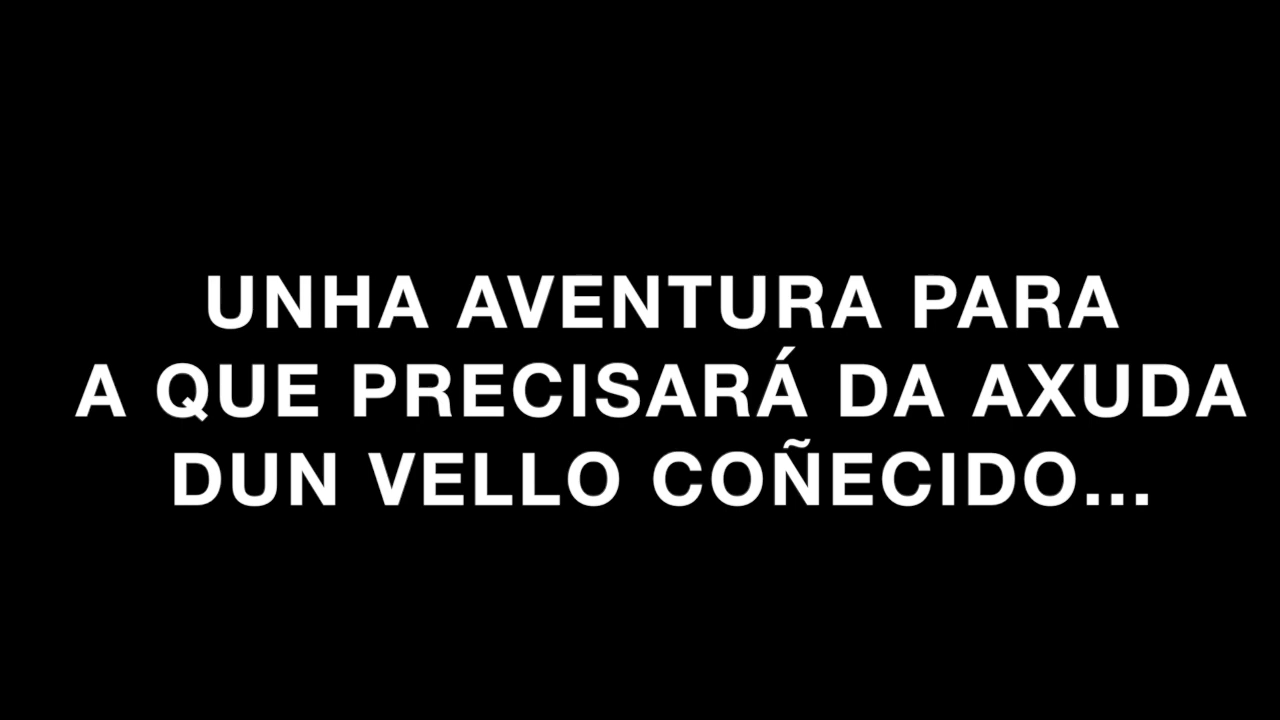 UNHA AVENTURA PARA
A QUE PRECISARÁ DA AXUDA
DUN VELLO COÑECIDO...